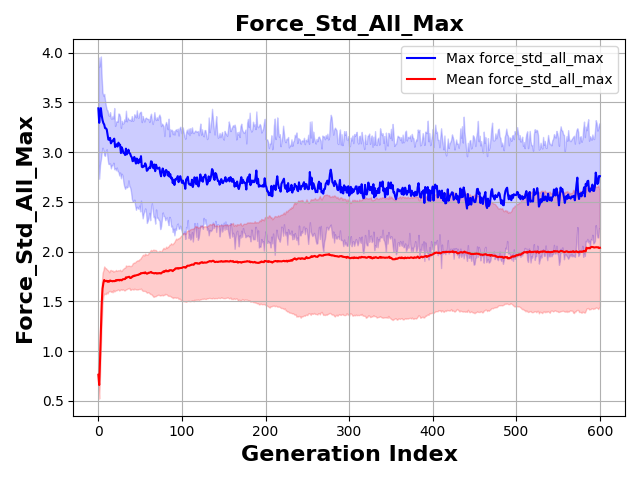 Force_Std_All_Max
Max force_std_all_max
Mean force_std_all_max
Force_Std_All_Max
4.0
3.5
3.0
2.5
2.0
1.5
1.0
0.5
0 100 200 300 400 500 600
Generation Index